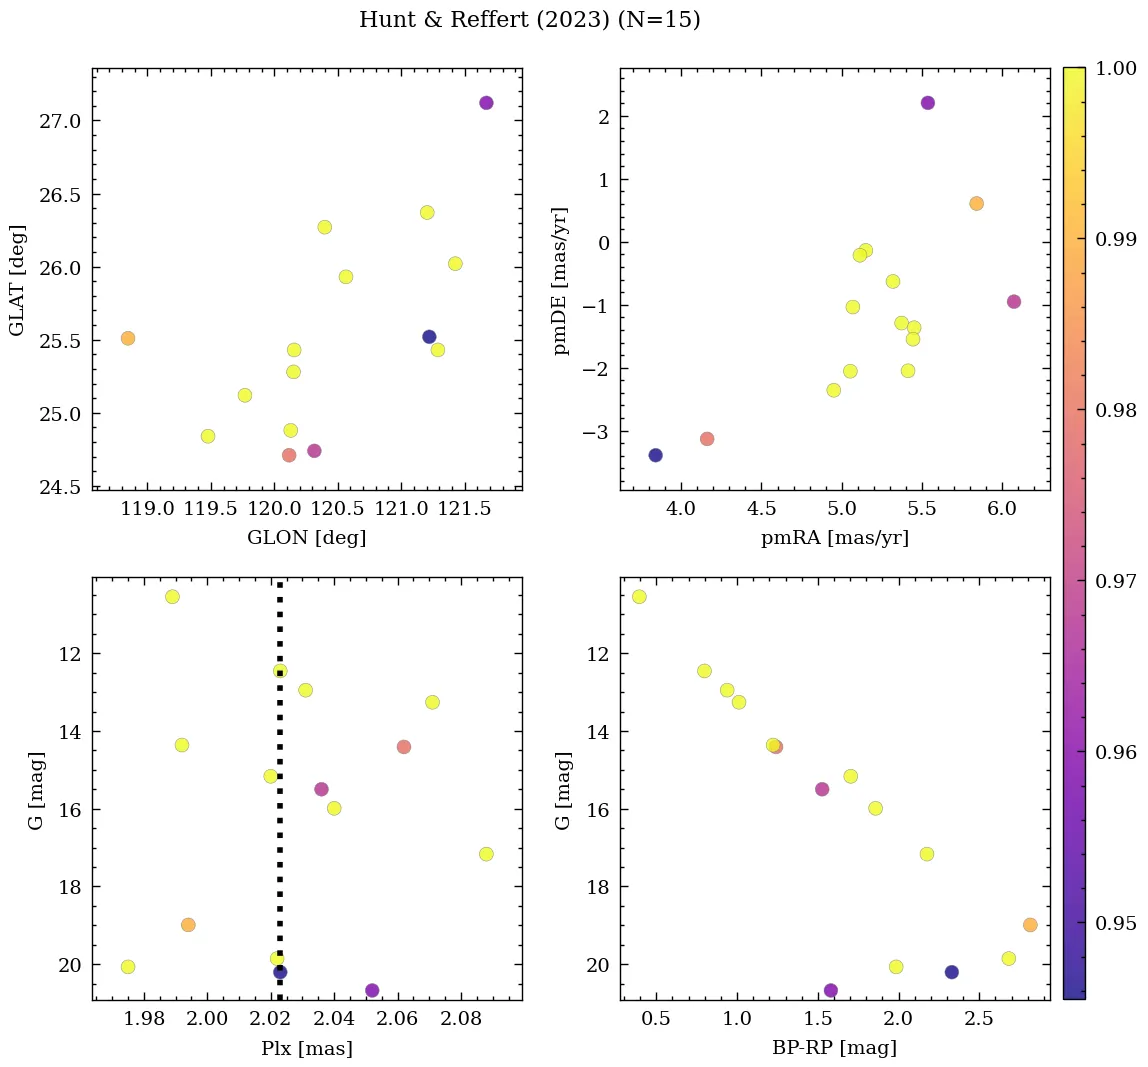 Hunt & Reffert (2023) (N=15)
27.0
26.5
26.0
25.5
25.0
24.5
GLAT [deg]
119.0 119.5 120.0 120.5 121.0 121.5
GLON [deg]
2
1
0
−1
−2
−3
pmDE [mas/yr]
4.0 4.5 5.0 5.5 6.0
pmRA [mas/yr]
12
14
16
18
20
G [mag]
1.98 2.00 2.02 2.04 2.06 2.08
Plx [mas]
12
14
16
18
20
G [mag]
0.5 1.0 1.5 2.0 2.5
BP-RP [mag]
1.00
0.99
0.98
0.97
0.96
0.95